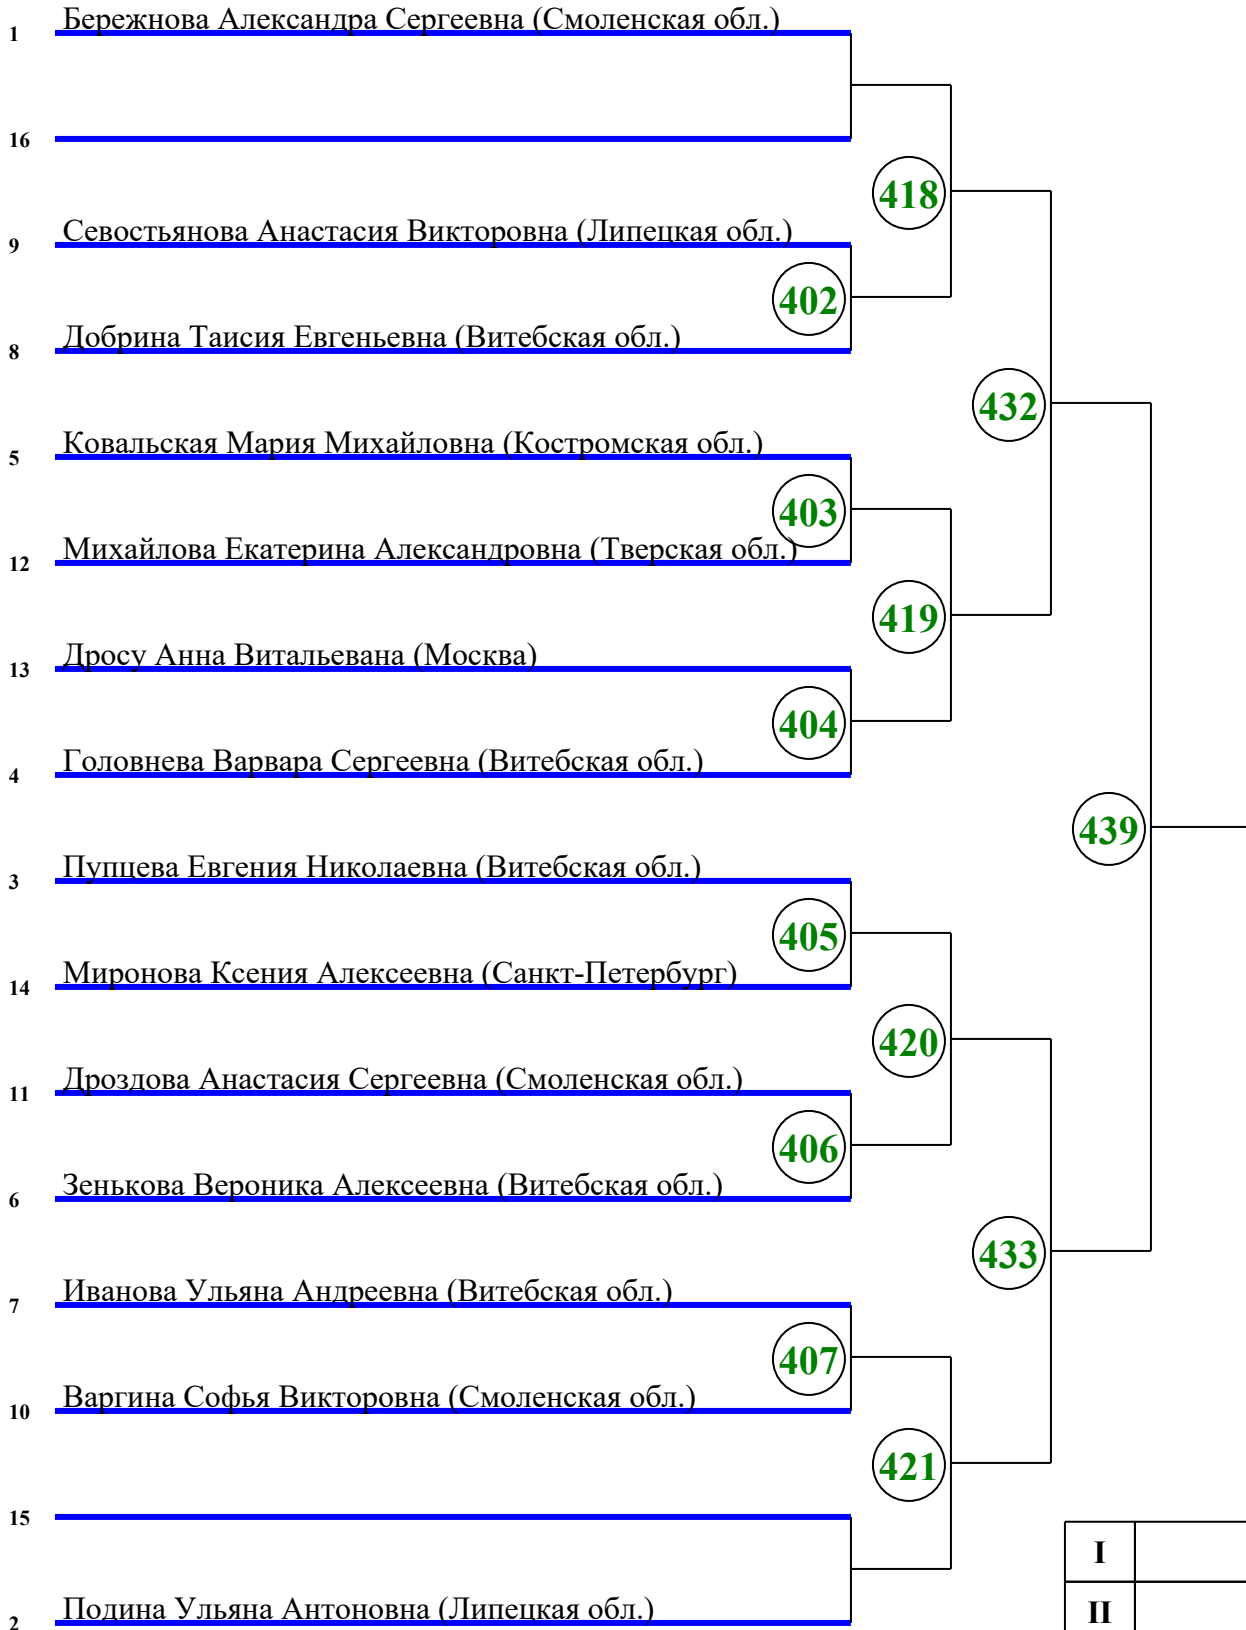 Бережнова Александра Сергеевна (Смоленская обл.)
1
16
418
Севостьянова Анастасия Викторовна (Липецкая обл.)
9
402
Добрина Таисия Евгеньевна (Витебская обл.)
8
432
Ковальская Мария Михайловна (Костромская обл.)
5
403
Михайлова Екатерина Александровна (Тверская обл.)
12
419
Дросу Анна Витальевана (Москва)
13
404
Головнева Варвара Сергеевна (Витебская обл.)
4
439
Пупцева Евгения Николаевна (Витебская обл.)
3
405
Миронова Ксения Алексеевна (Санкт-Петербург)
14
420
Дроздова Анастасия Сергеевна (Смоленская обл.)
11
406
Зенькова Вероника Алексеевна (Витебская обл.)
6
433
Иванова Ульяна Андреевна (Витебская обл.)
7
407
Варгина Софья Викторовна (Смоленская обл.)
10
421
15
I
Подина Ульяна Антоновна (Липецкая обл.)
2
II